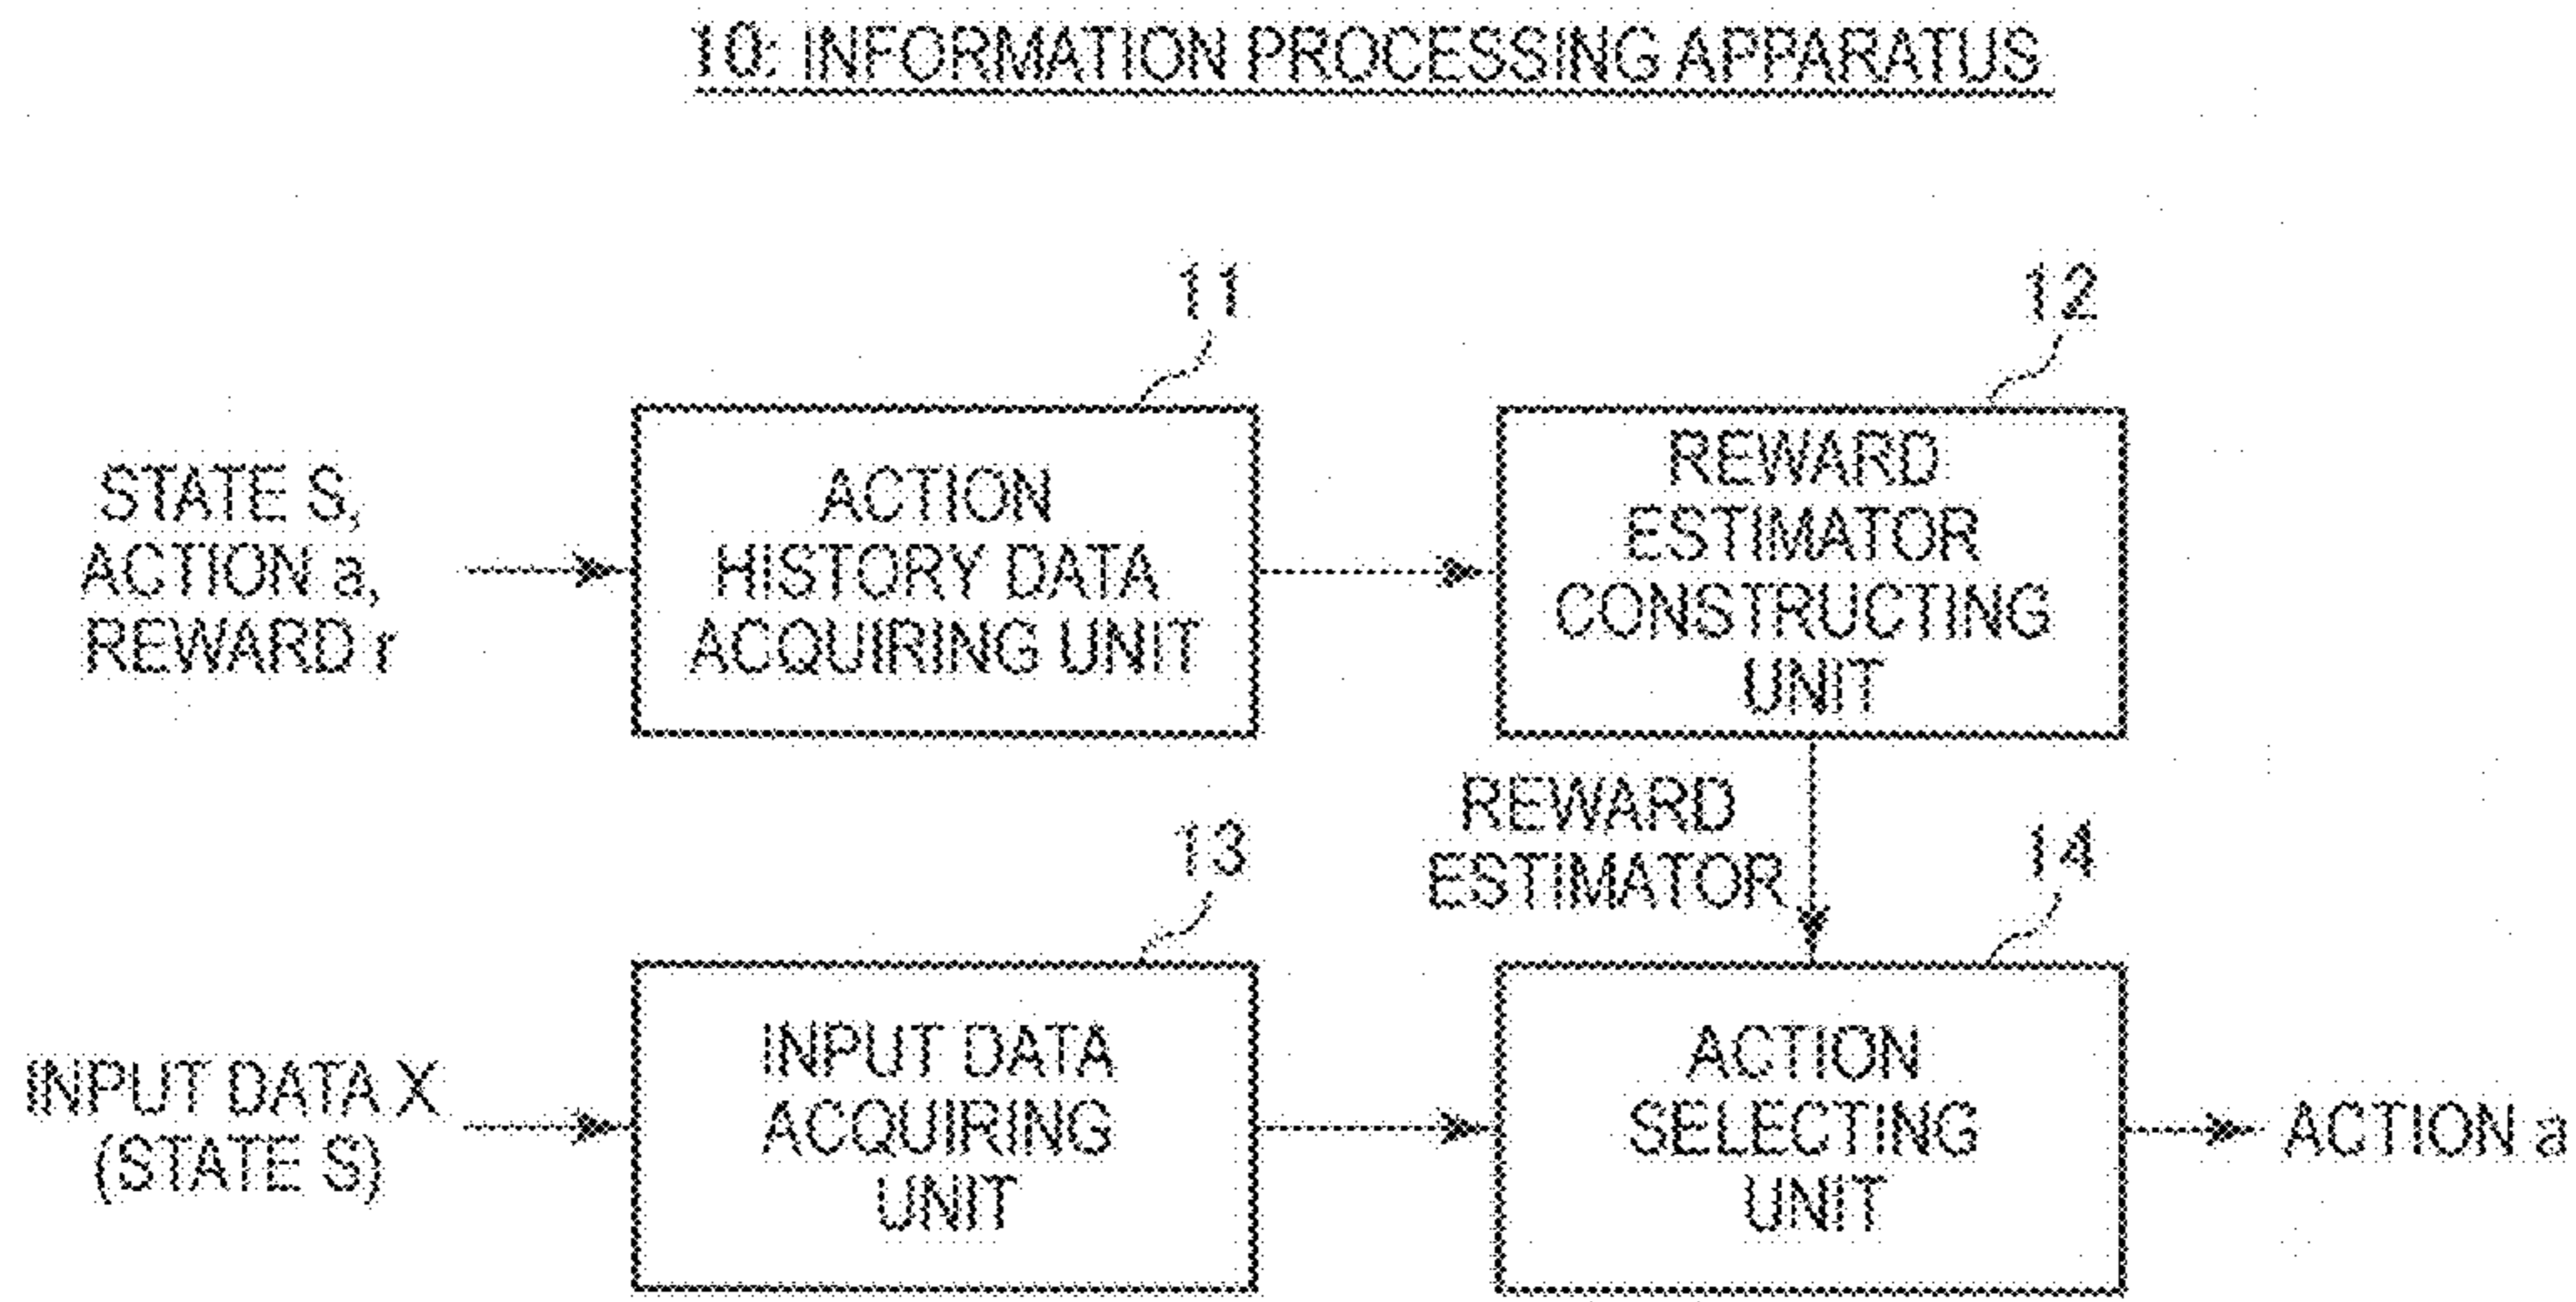 10: INFORMATION PROCESSING APPARATUS
11
12
STATE S,
ACTION a,
REWARD r
ACTION
HISTORY DATA
ACQUIRING UNIT
REWARD
ESTIMATOR
CONSTRUCTING
UNIT
REWARD
ESTIMATOR
13
14
INPUT DATA X
(STATE S)
INPUT DATA
ACQUIRING
UNIT
ACTION
SELECTING
UNIT
ACTION a